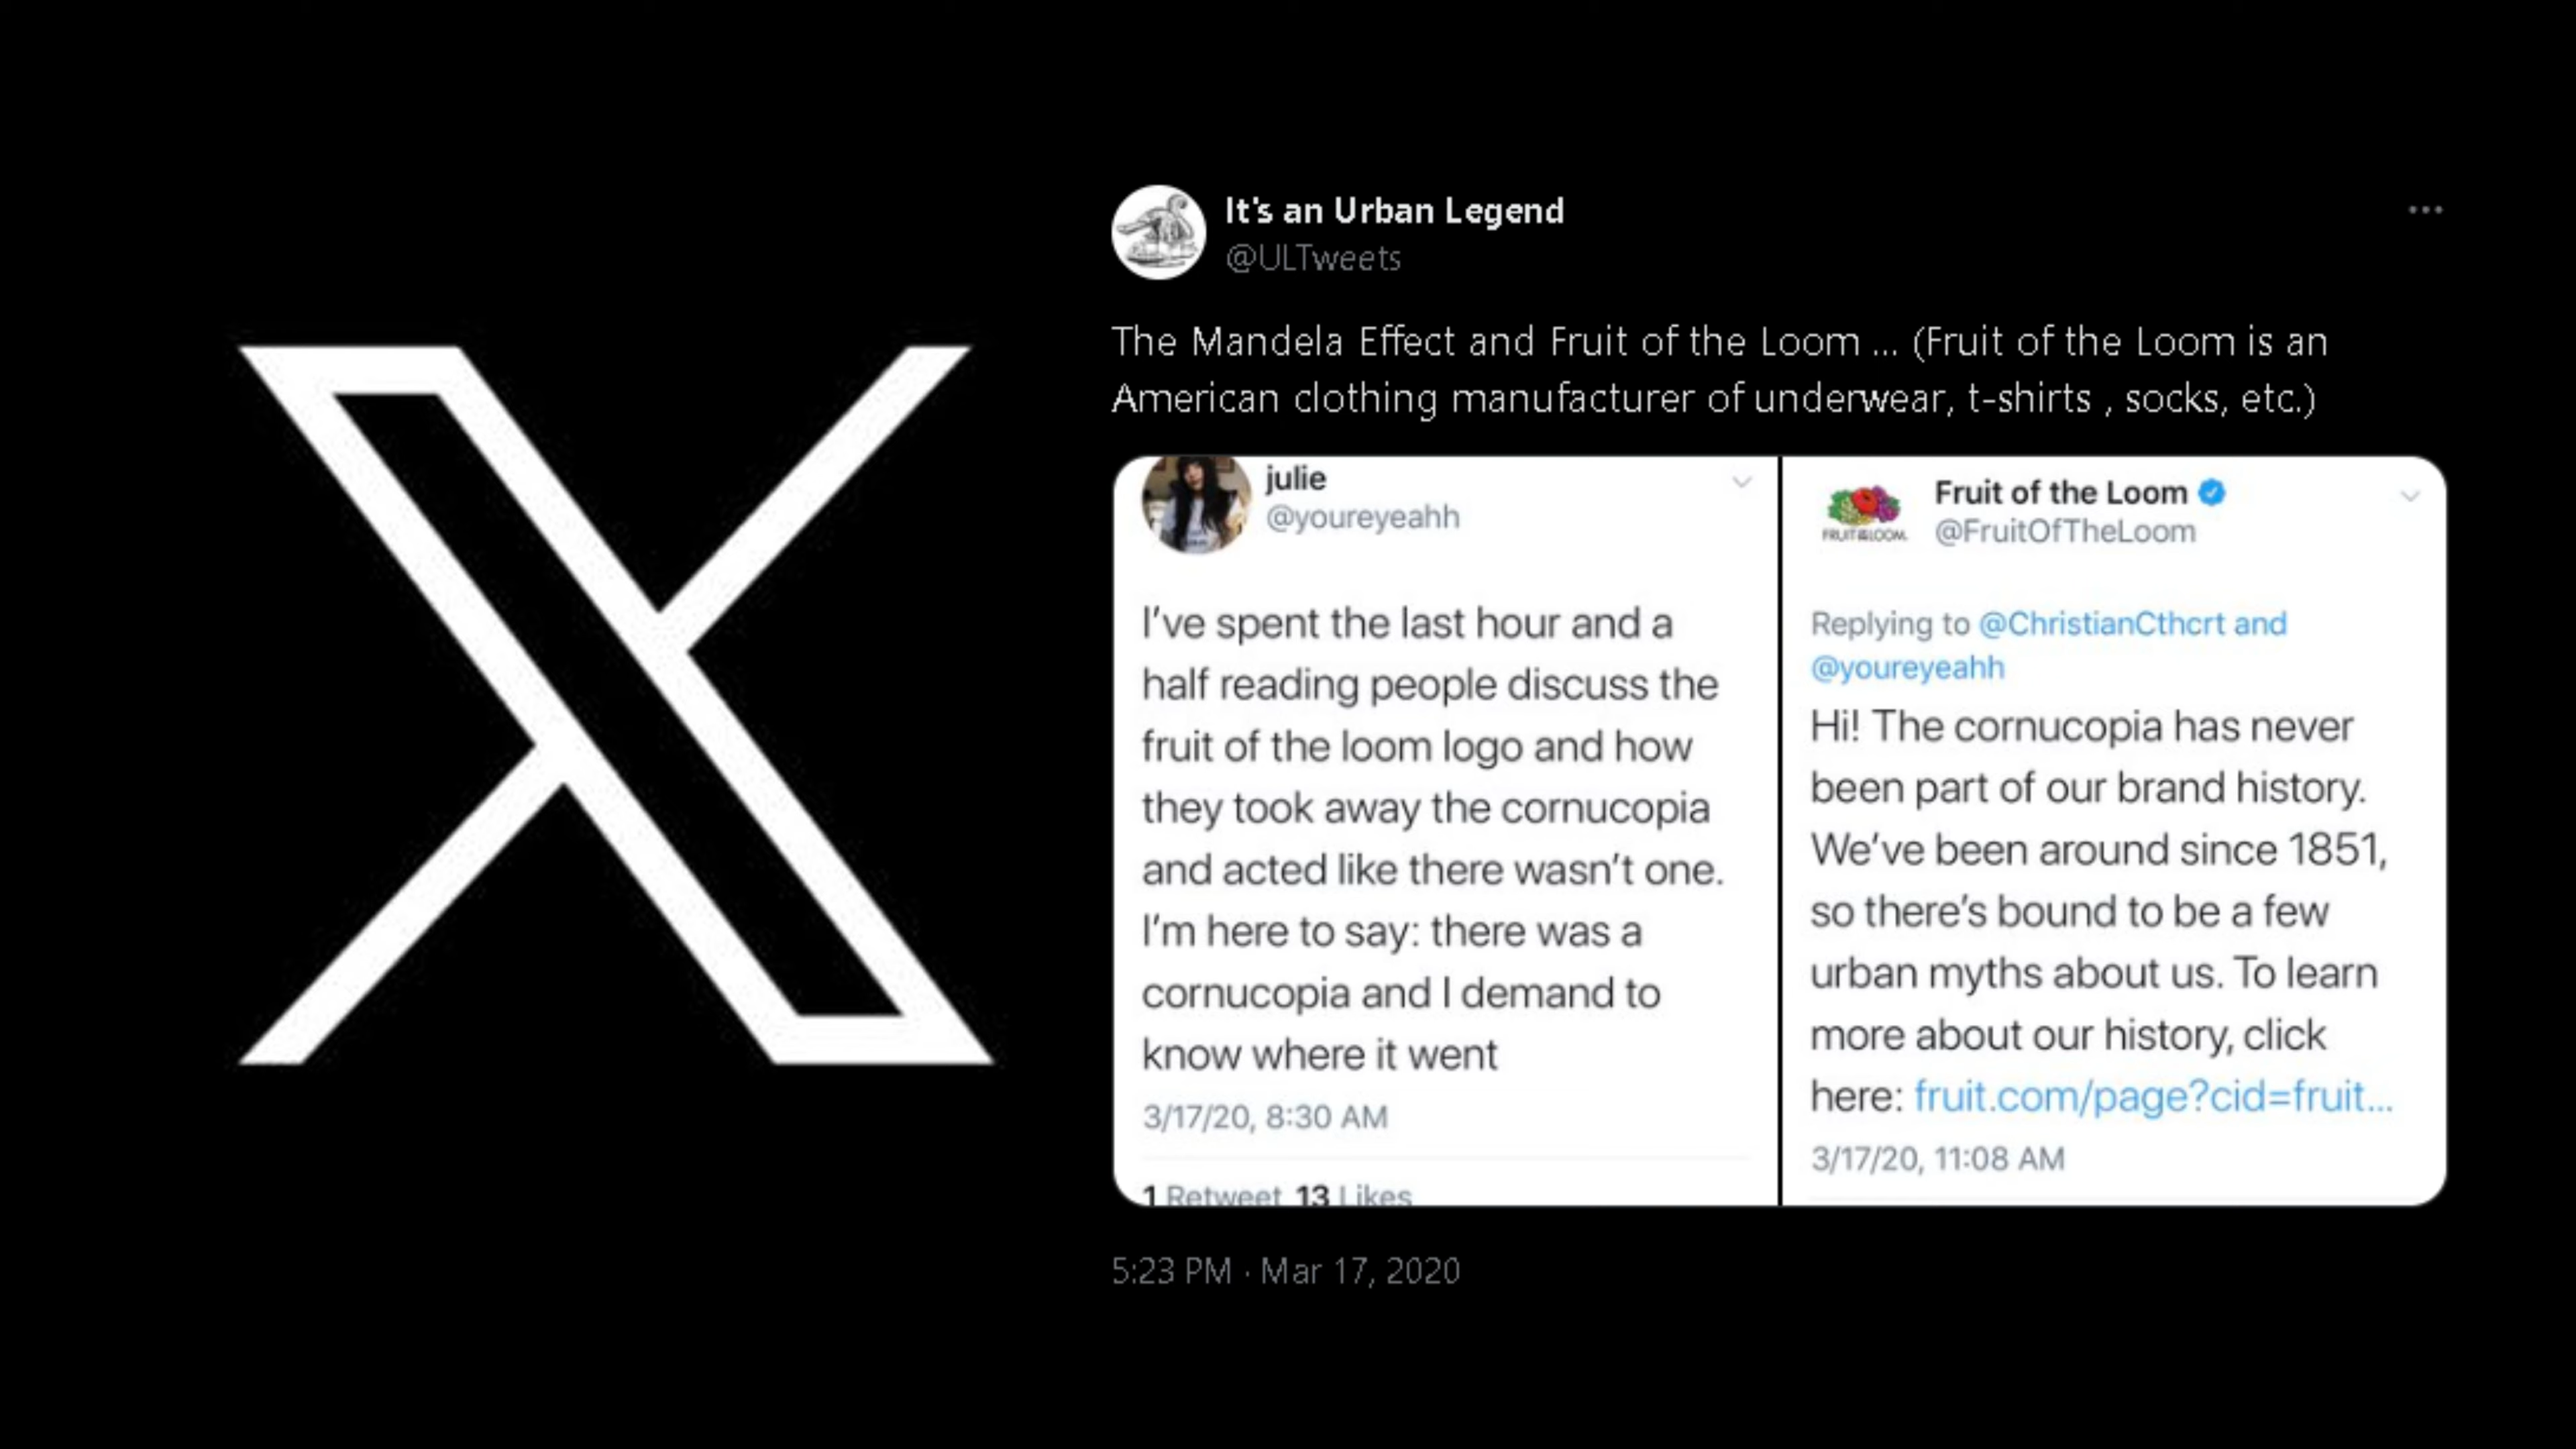 It's an Urban Legend
@ULTweets
The Mandela Effect and Fruit of the Loom ... (Fruit of the Loom is an
American clothing manufacturer of underwear, t-shirts , socks, etc.)
julie
@youreyeahh
I've spent the last hour and a
half reading people discuss the
fruit of the loom logo and how
they took away the cornucopia
and acted like there wasn't one.
I'm here to say: there was a
cornucopia and I demand to
know where it went
3/17/20, 8:30 AM
1 Retweet 13 Likes
FRUIT OF THE LOOM
Fruit of the Loom
@FruitOfTheLoom
Replying to @ChristianCthcrt and
@youreyeahh
Hi! The cornucopia has never
been part of our brand history.
We've been around since 1851,
so there's bound to be a few
urban myths about us. To learn
more about our history, click
here: fruit.com/page?cid=fruit...
3/17/20, 11:08 AM
5:23 PM · Mar 17, 2020